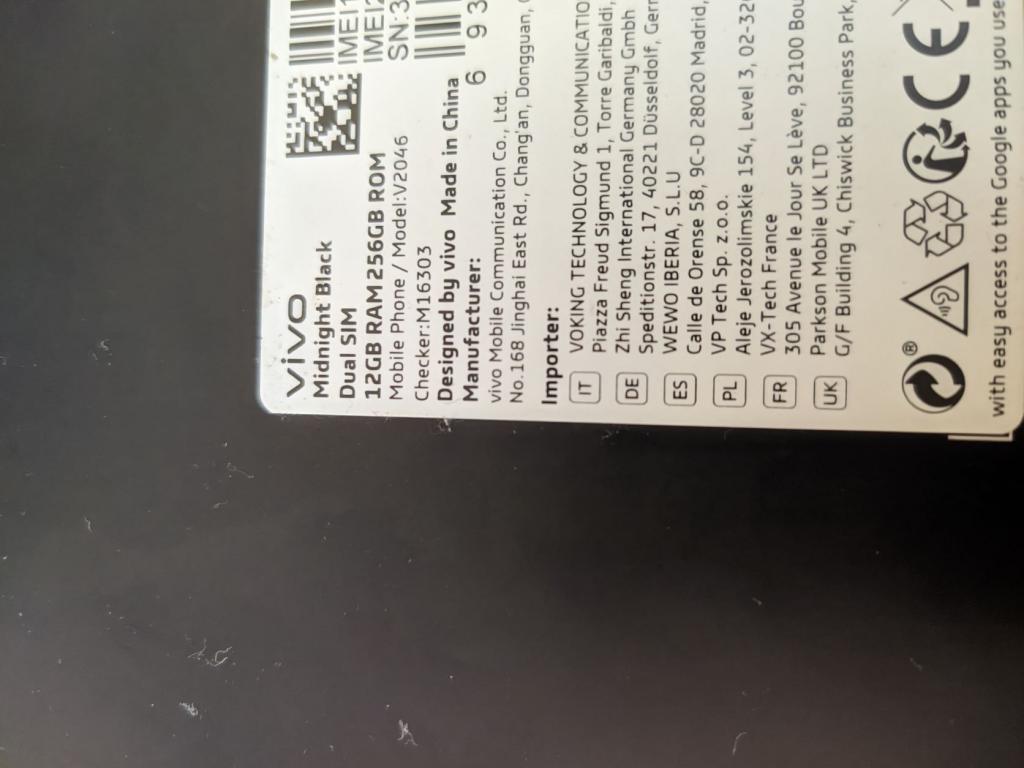 vivo
Midnight Black
Dual SIM
12GB RAM 256GB ROM
Mobile Phone / Model:V2046
Checker:M16303
Designed by vivo Made in China
Manufacturer:
vivo Mobile Communication Co., Ltd.
No.168 Jinghai East Rd., Chang'an, Dongguan,
IMEI1
IMEI2
SN:3
6 93
Importer:
IT VOKING TECHNOLOGY & COMMUNICATIO
Piazza Freud Sigmund 1, Torre Garibaldi,
DE Zhi Sheng International Germany Gmbh
Speditionstr. 17, 40221 Düsseldolf, Ger
ES WEWO IBERIA, S.L.U
Calle de Orense 58, 9C-D 28020 Madrid,
PL VP Tech Sp. z.o.o.
Aleje Jerozolimskie 154, Level 3, 02-32
FR VX-Tech France
305 Avenue le Jour Se Lève, 92100 Bou
UK Parkson Mobile UK LTD
G/F Building 4, Chiswick Business Park,
® CE
with easy access to the Google apps you use